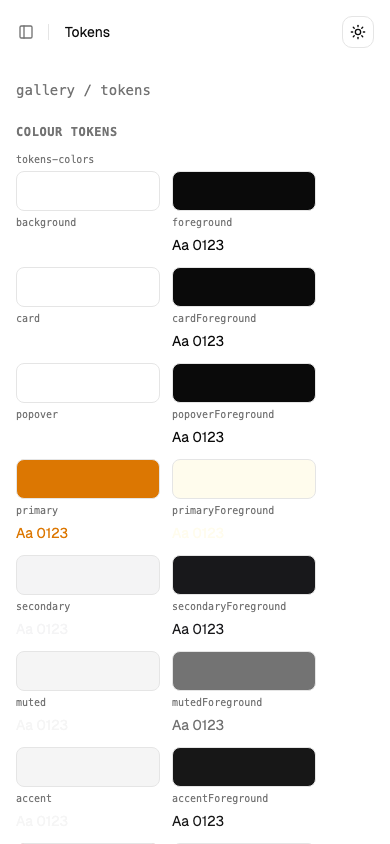 Tokens
gallery / tokens
COLOUR TOKENS
tokens-colors
background
foreground
Aa 0123
card
cardForeground
Aa 0123
popover
popoverForeground
Aa 0123
primary
primaryForeground
Aa 0123
Aa 0123
secondary
secondaryForeground
Aa 0123
Aa 0123
muted
mutedForeground
Aa 0123
Aa 0123
accent
accentForeground
Aa 0123
Aa 0123